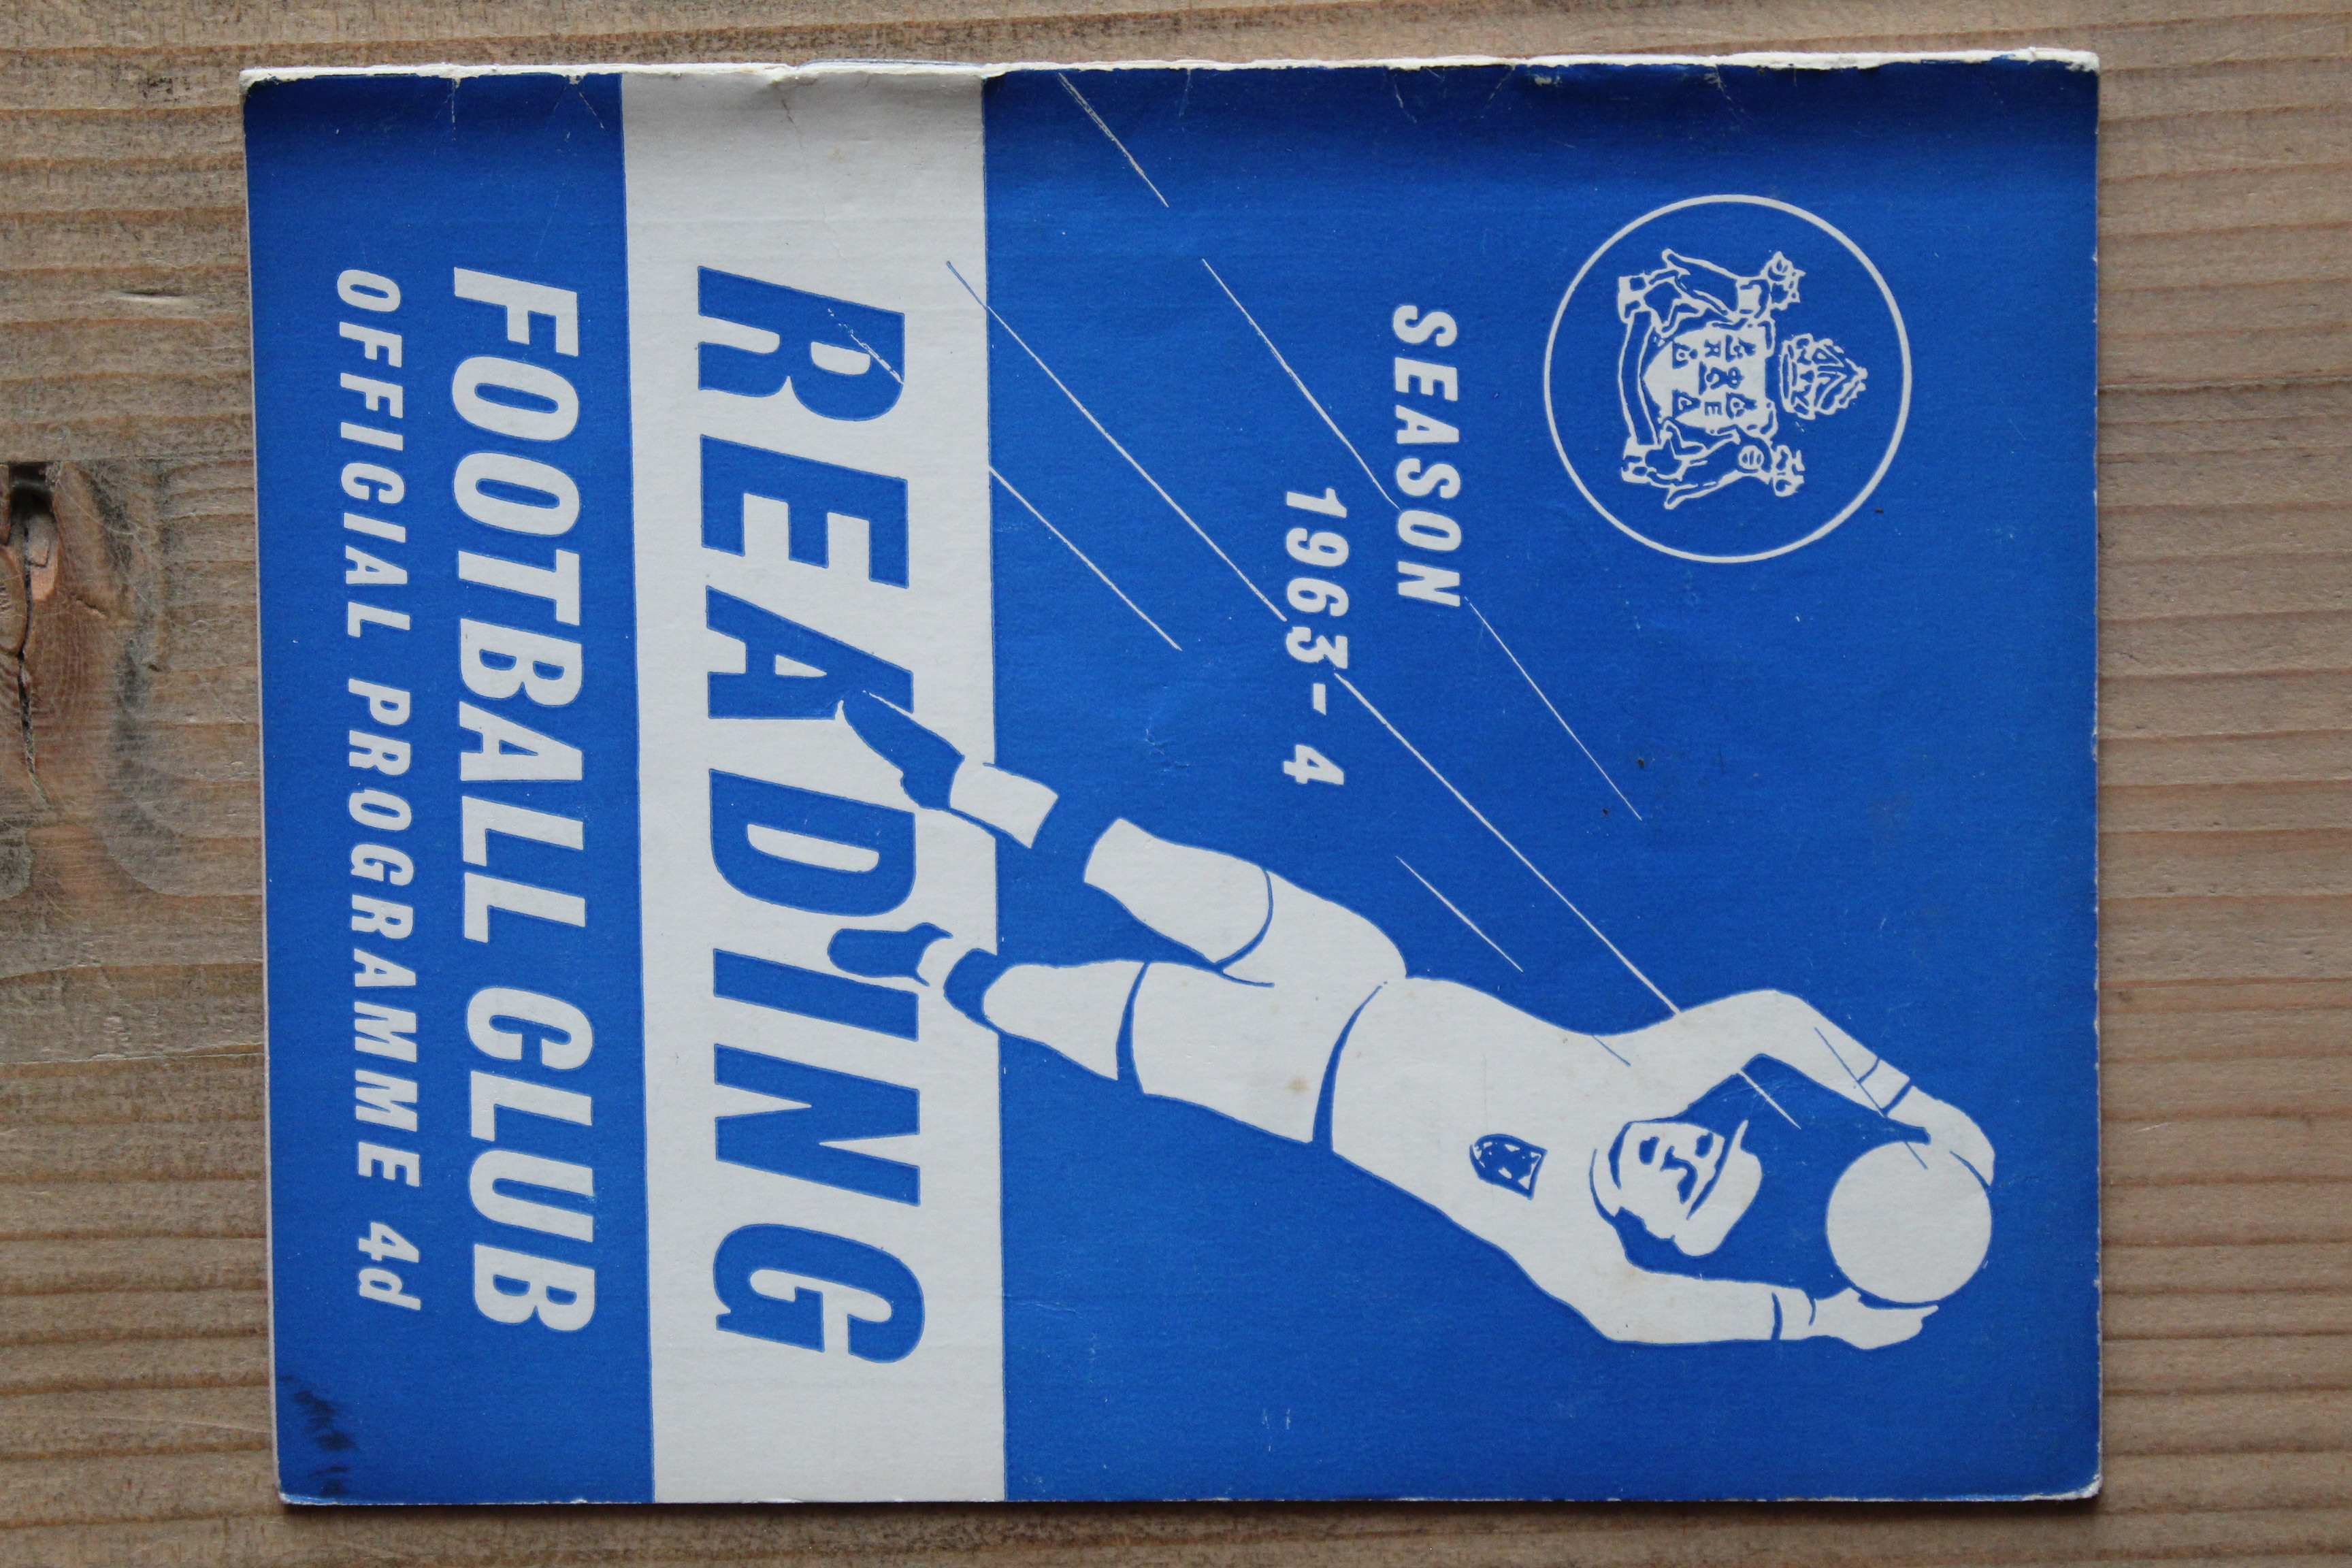 SEASON
1963-4
READING
FOOTBALL CLUB
OFFICIAL PROGRAMME 4d